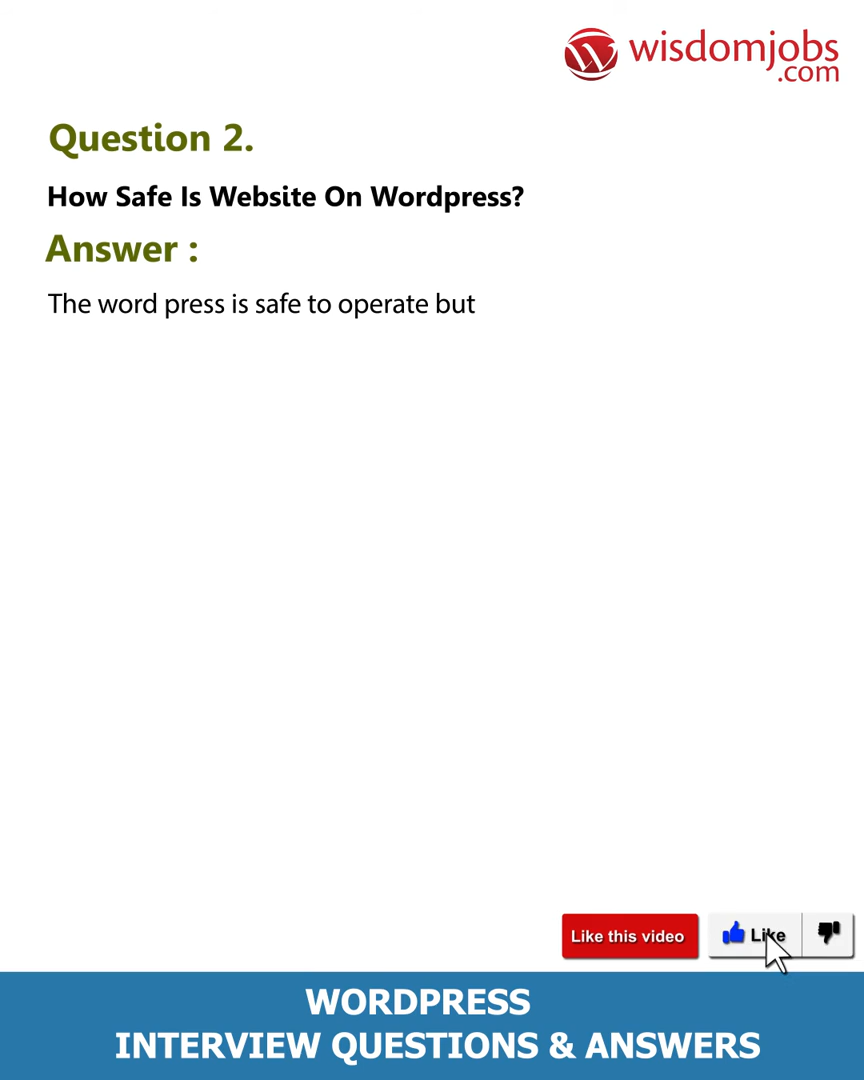 wisdomjobs
.com
Question 2.
How Safe Is Website On Wordpress?
Answer :
The word press is safe to operate but
Like this video
Like
WORDPRESS
INTERVIEW QUESTIONS & ANSWERS